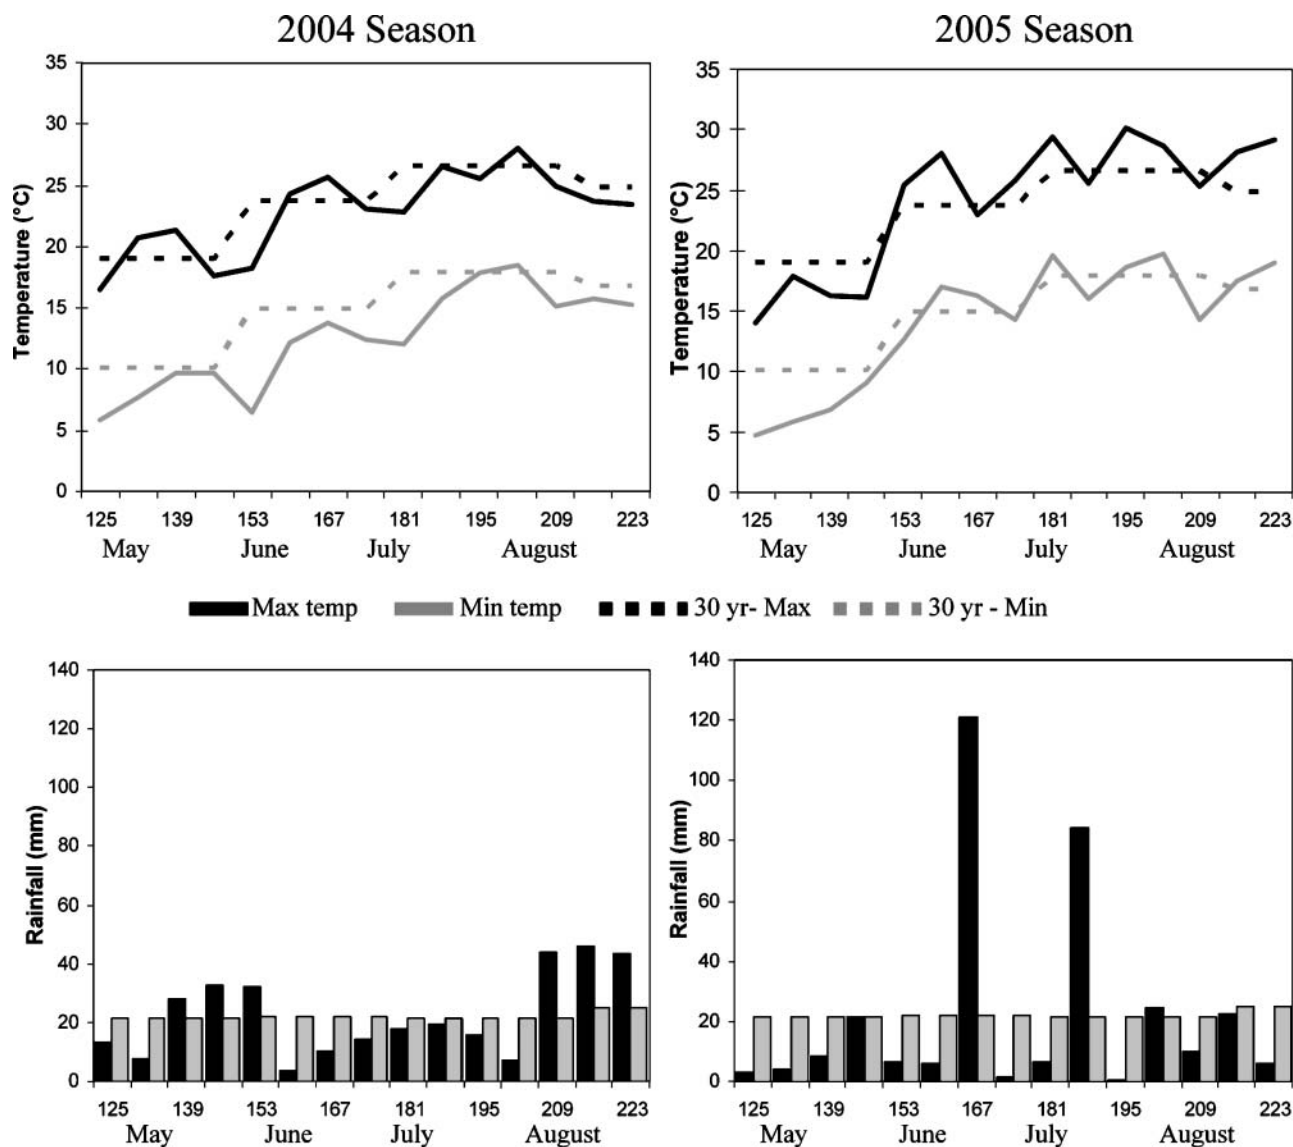 2004 Season
2005 Season
Temperature (°C)
35
30
25
20
15
10
5
0
125 139 153 167 181 195 209 223
May June July August
Temperature (°C)
35
30
25
20
15
10
5
0
125 139 153 167 181 195 209 223
May June July August
Max temp Min temp 30 yr- Max 30 yr - Min
Rainfall (mm)
140
120
100
80
60
40
20
0
125 139 153 167 181 195 209 223
May June July August
Rainfall (mm)
140
120
100
80
60
40
20
0
125 139 153 167 181 195 209 223
May June July August